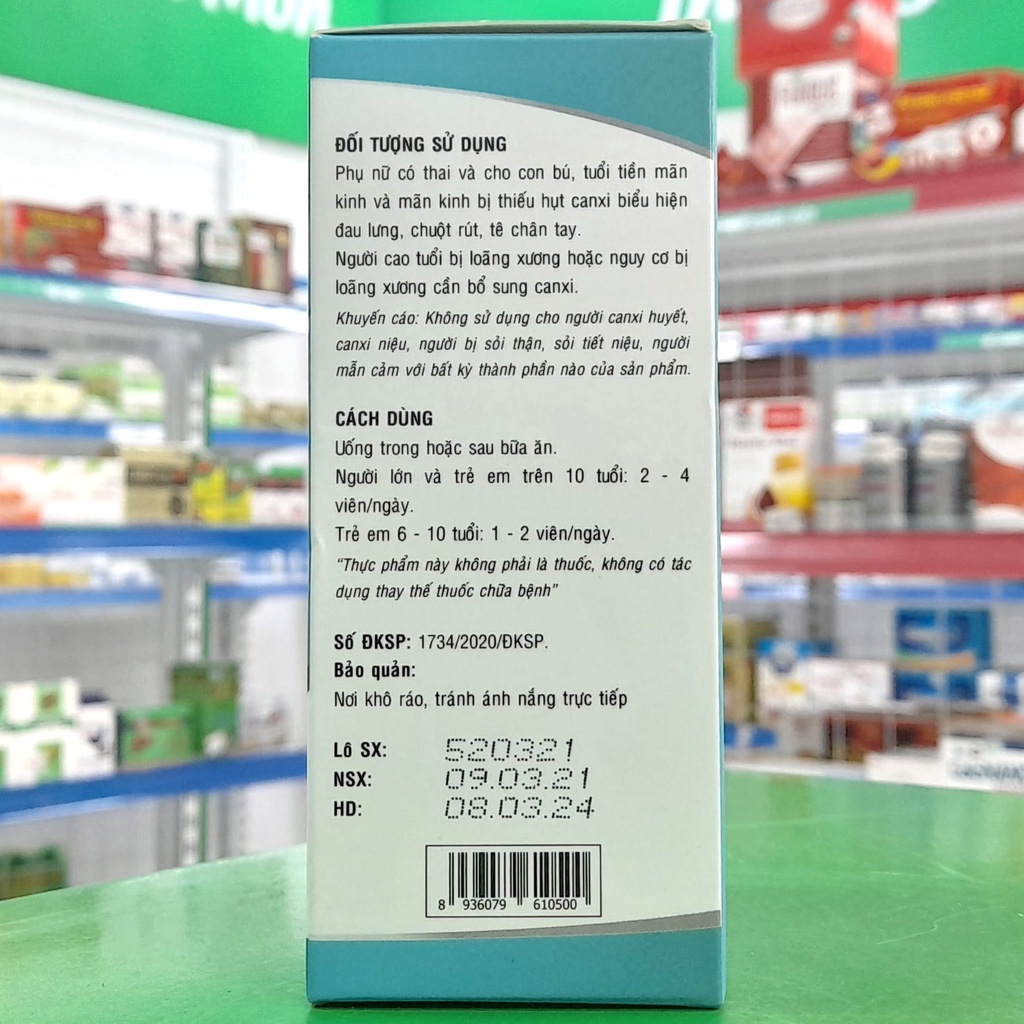 ĐỐI TƯỢNG SỬ DỤNG
Phụ nữ có thai và cho con bú, tuổi tiền mãn
kinh và mãn kinh bị thiếu hụt canxi biểu hiện
đau lưng, chuột rút, tê chân tay.
Người cao tuổi bị loãng xương hoặc nguy cơ bị
loãng xương cần bổ sung canxi.
Khuyến cáo: Không sử dụng cho người canxi huyết,
canxi niệu, người bị sỏi thận, sỏi tiết niệu, người
mẫn cảm với bất kỳ thành phần nào của sản phẩm.
CÁCH DÙNG
Uống trong hoặc sau bữa ăn.
Người lớn và trẻ em trên 10 tuổi: 2 - 4
viên/ngày.
Trẻ em 6 - 10 tuổi: 1 - 2 viên/ngày.
"Thực phẩm này không phải là thuốc, không có tác
dụng thay thế thuốc chữa bệnh"
Số ĐKSP: 1734/2020/ĐKSP.
Bảo quản:
Nơi khô ráo, tránh ánh nắng trực tiếp
Lô SX: 520321
NSX: 09.03.21
HD: 08.03.24
8 936079 610500